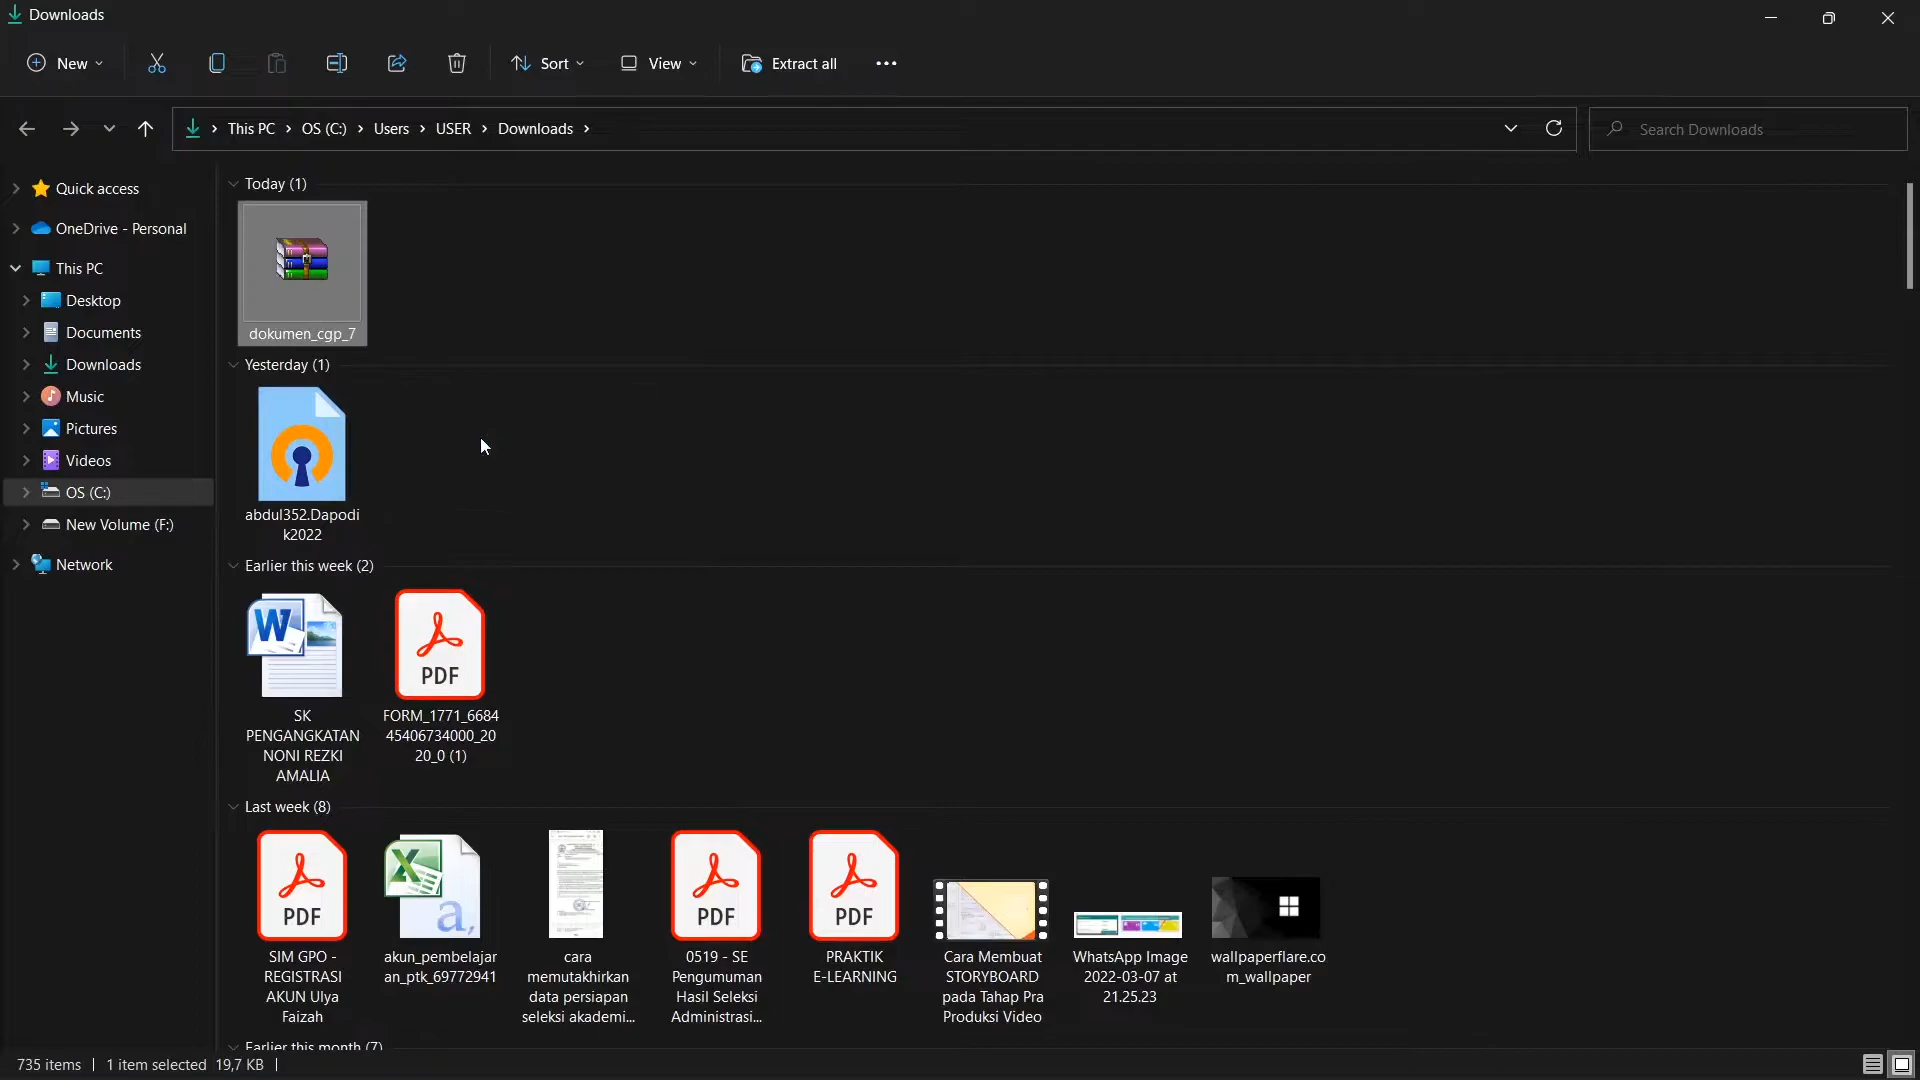 Downloads
New
Sort
View
Extract all
This PC
OS (C:)
Users
USER
Downloads
Search Downloads
Quick access
OneDrive - Personal
This PC
Desktop
Documents
Downloads
Music
Pictures
Videos
OS (C:)
New Volume (F:)
Network
Today (1)
dokumen_cgp_7
Yesterday (1)
abdul352.Dapodi
k2022
Earlier this week (2)
SK
PENGANGKATAN
NONI REZKI
AMALIA
PDF
FORM_1771_6684
45406734000_20
20_0 (1)
Last week (8)
PDF
SIM GPO -
REGISTRASI
AKUN Ulya
Faizah
akun_pembelajar
an_ptk_69772941
cara
memutakhirkan
data persiapan
seleksi akademi...
PDF
0519 - SE
Pengumuman
Hasil Seleksi
Administrasi...
PDF
PRAKTIK
E-LEARNING
Cara Membuat
STORYBOARD
pada Tahap Pra
Produksi Video
WhatsApp Image
2022-03-07 at
21.25.23
wallpaperflare.co
m_wallpaper
Earlier this month (7)
735 items
1 item selected 19,7 KB